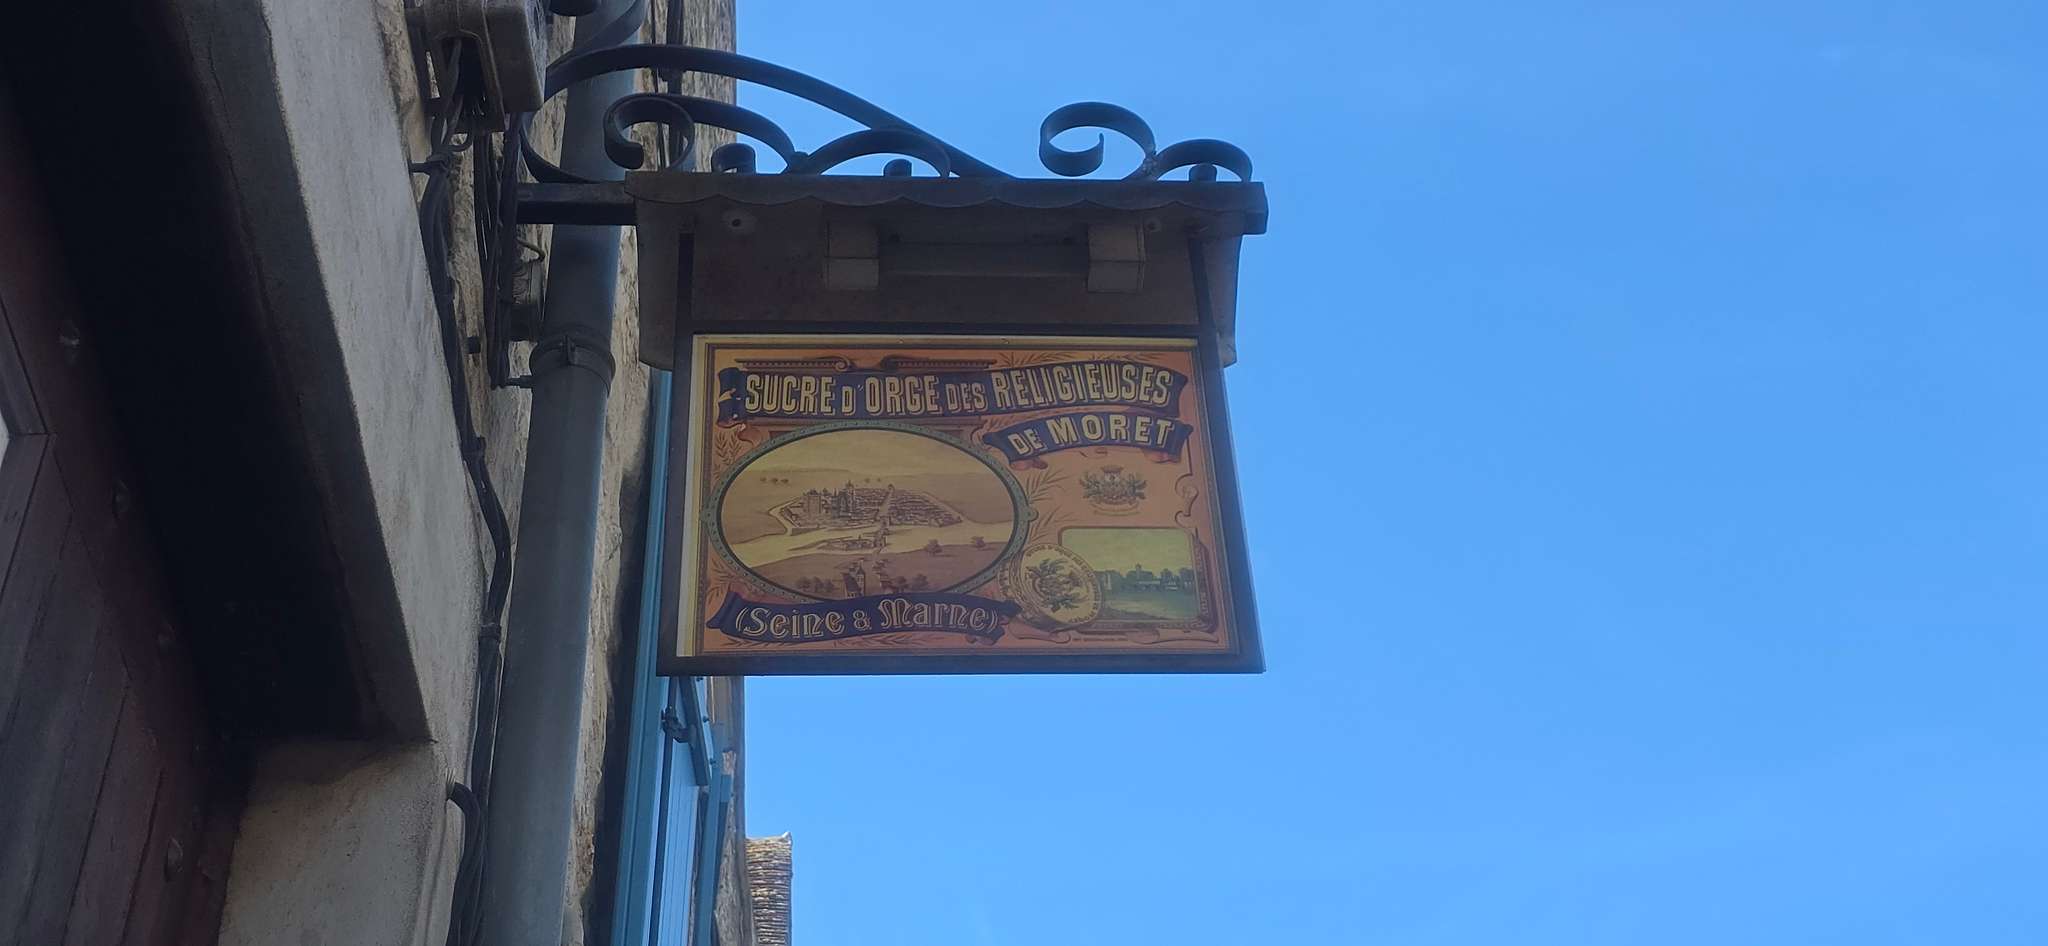 SUCRE D'ORGE DES RELIGIEUSES
DE MORET
(Seine & Marne)